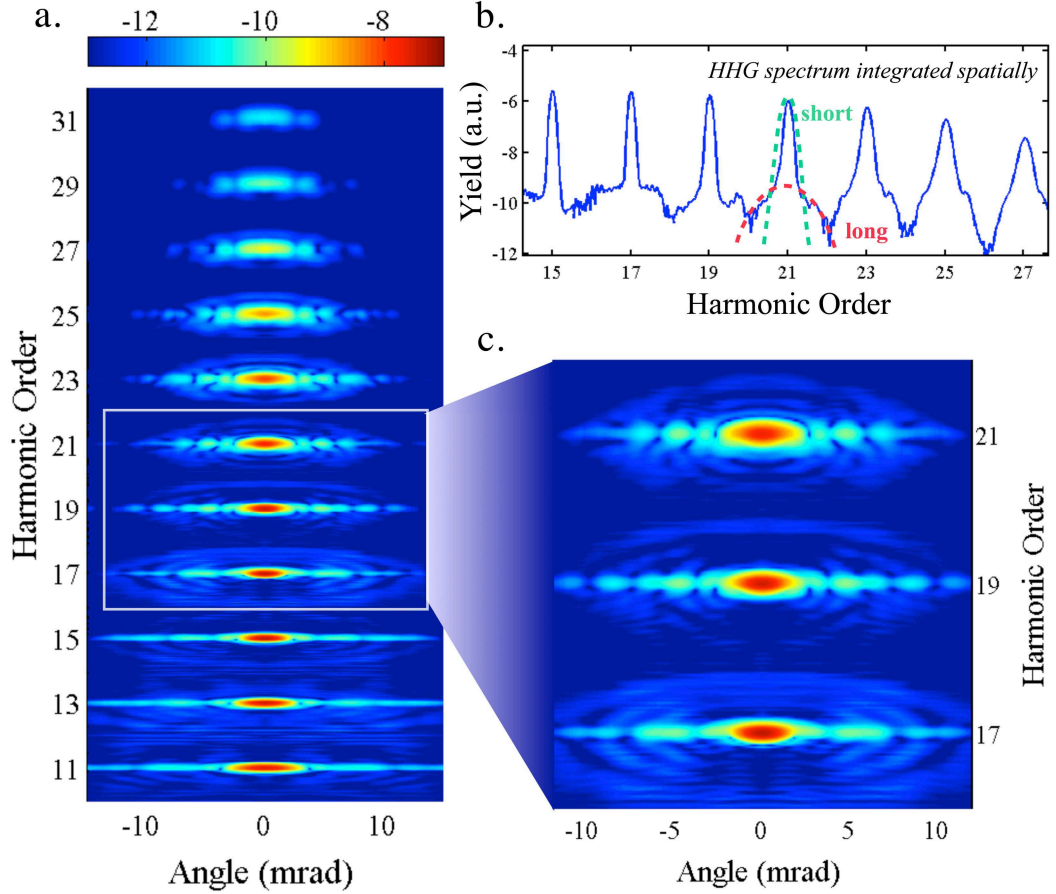 a.
-12 -10 -8
31
29
27
25
23
21
19
17
15
13
11
Harmonic Order
-10 0 10
Angle (mrad)
b.
HHG spectrum integrated spatially
-4
-6
-8
-10
-12
Yield (a.u.)
short
long
15 17 19 21 23 25 27
Harmonic Order
c.
21
19
17
Harmonic Order
-10 -5 0 5 10
Angle (mrad)